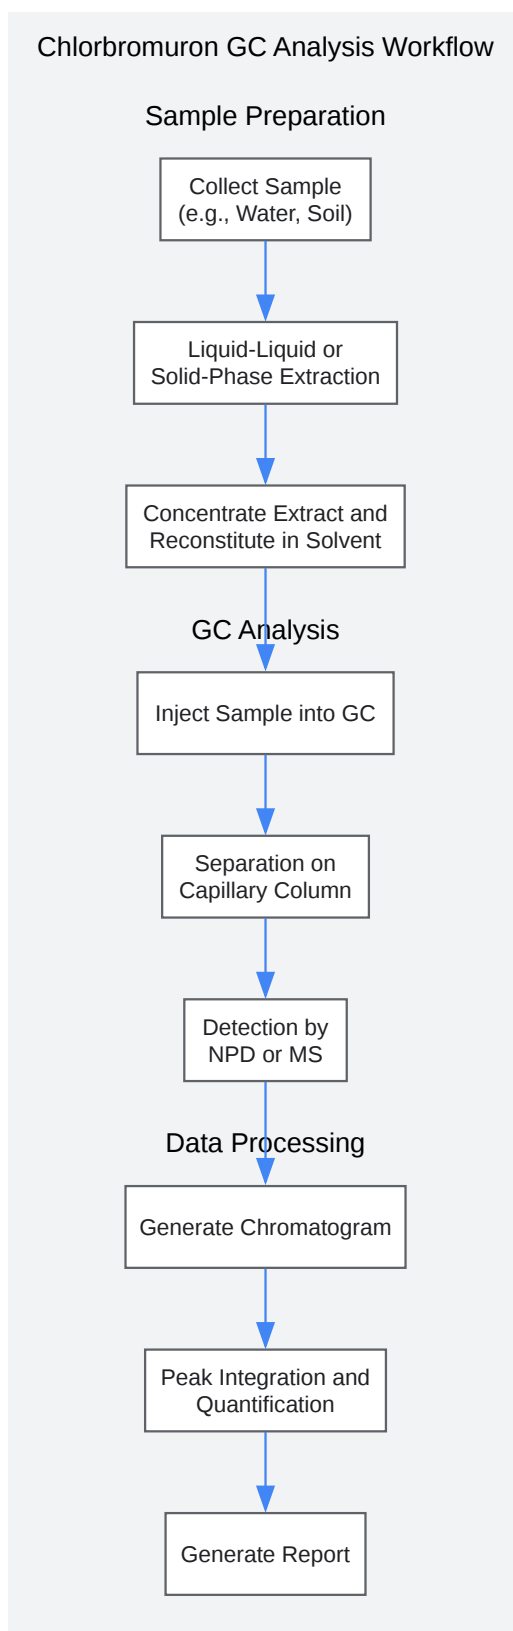 Chlorbromuron GC Analysis Workflow
Sample Preparation
Collect Sample
(e.g., Water, Soil)
Liquid-Liquid or
Solid-Phase Extraction
Concentrate Extract and
Reconstitute in Solvent
GC Analysis
Inject Sample into GC
Separation on
Capillary Column
Detection by
NPD or MS
Data Processing
Generate Chromatogram
Peak Integration and
Quantification
Generate Report